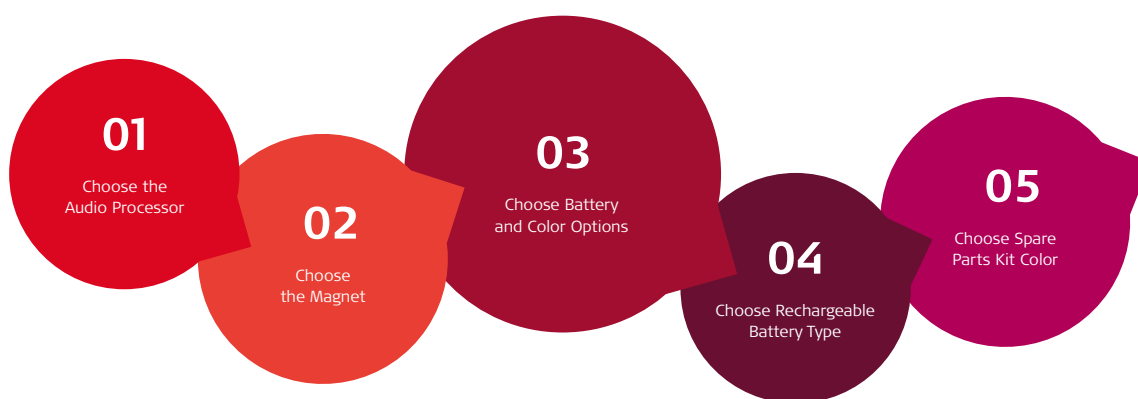 01
Choose the
Audio Processor
02
Choose
the Magnet
03
Choose Battery
and Color Options
04
Choose Rechargeable
Battery Type
05
Choose Spare
Parts Kit Color